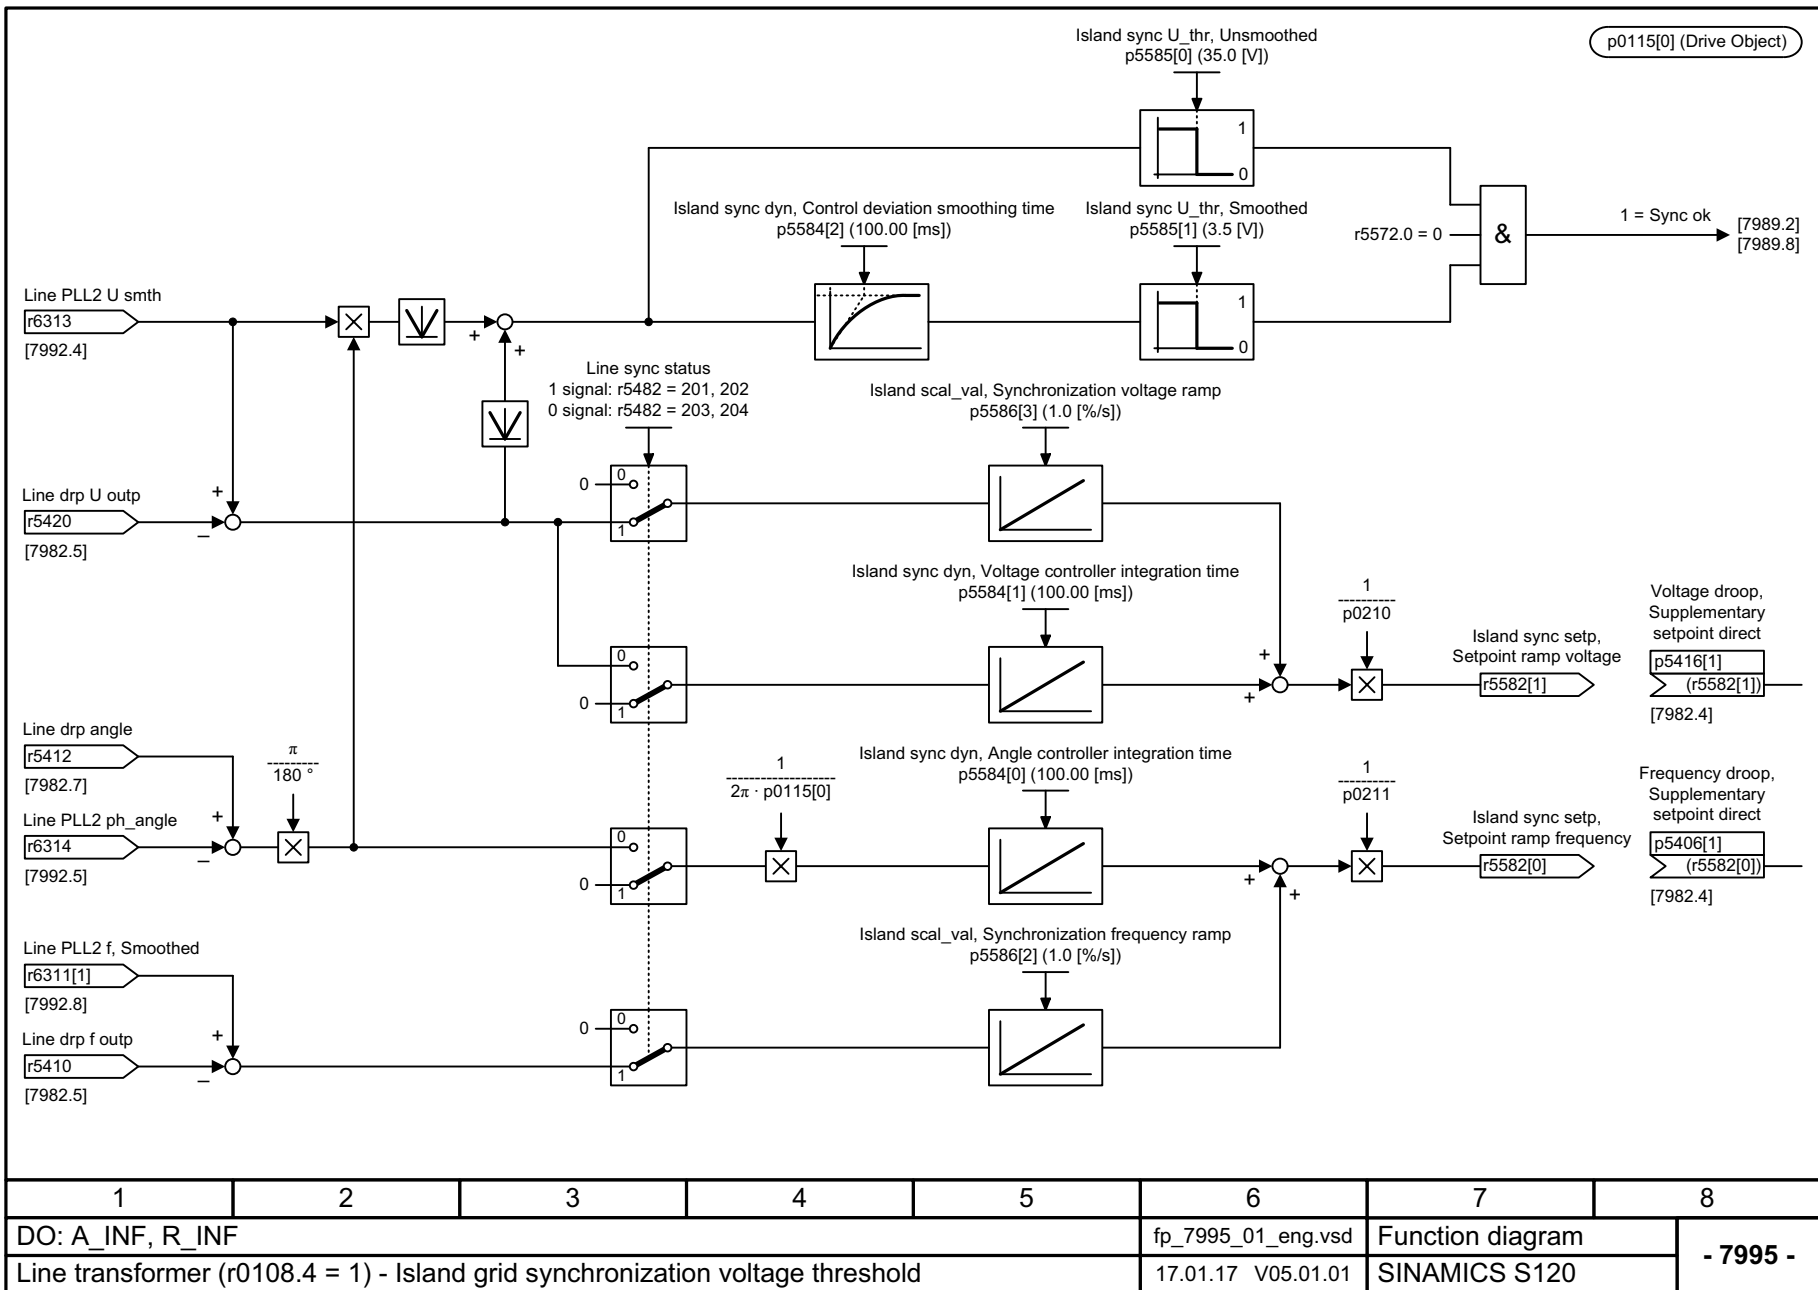 Island sync U_thr, Unsmoothed
p5585[0] (35.0 [V])
p0115[0] (Drive Object)
1
0
Island sync dyn, Control deviation smoothing time
p5584[2] (100.00 [ms])
Island sync U_thr, Smoothed
p5585[1] (3.5 [V])
r5572.0 = 0
&
1 = Sync ok
[7989.2]
[7989.8]
1
0
Line PLL2 U smth
r6313
[7992.4]
+
+
Line sync status
1 signal: r5482 = 201, 202
0 signal: r5482 = 203, 204
Island scal_val, Synchronization voltage ramp
p5586[3] (1.0 [%/s])
Line drp U outp
r5420
[7982.5]
+
–
0
0
1
Island sync dyn, Voltage controller integration time
p5584[1] (100.00 [ms])
0
0
1
+
+
1
----------
p0210
Island sync setp,
Setpoint ramp voltage
r5582[1]
Voltage droop,
Supplementary
setpoint direct
p5416[1]
(r5582[1])
[7982.4]
Line drp angle
r5412
[7982.7]
π
---------
180 °
Line PLL2 ph_angle
r6314
[7992.5]
+
–
0
0
1
1
-------------------
2π · p0115[0]
Island sync dyn, Angle controller integration time
p5584[0] (100.00 [ms])
+
+
1
----------
p0211
Island sync setp,
Setpoint ramp frequency
r5582[0]
Frequency droop,
Supplementary
setpoint direct
p5406[1]
(r5582[0])
[7982.4]
Line PLL2 f, Smoothed
r6311[1]
[7992.8]
Line drp f outp
r5410
[7982.5]
+
–
0
0
1
Island scal_val, Synchronization frequency ramp
p5586[2] (1.0 [%/s])
1 2 3 4 5 6 7 8
DO: A_INF, R_INF
fp_7995_01_eng.vsd
Function diagram
- 7995 -
Line transformer (r0108.4 = 1) - Island grid synchronization voltage threshold
17.01.17 V05.01.01
SINAMICS S120